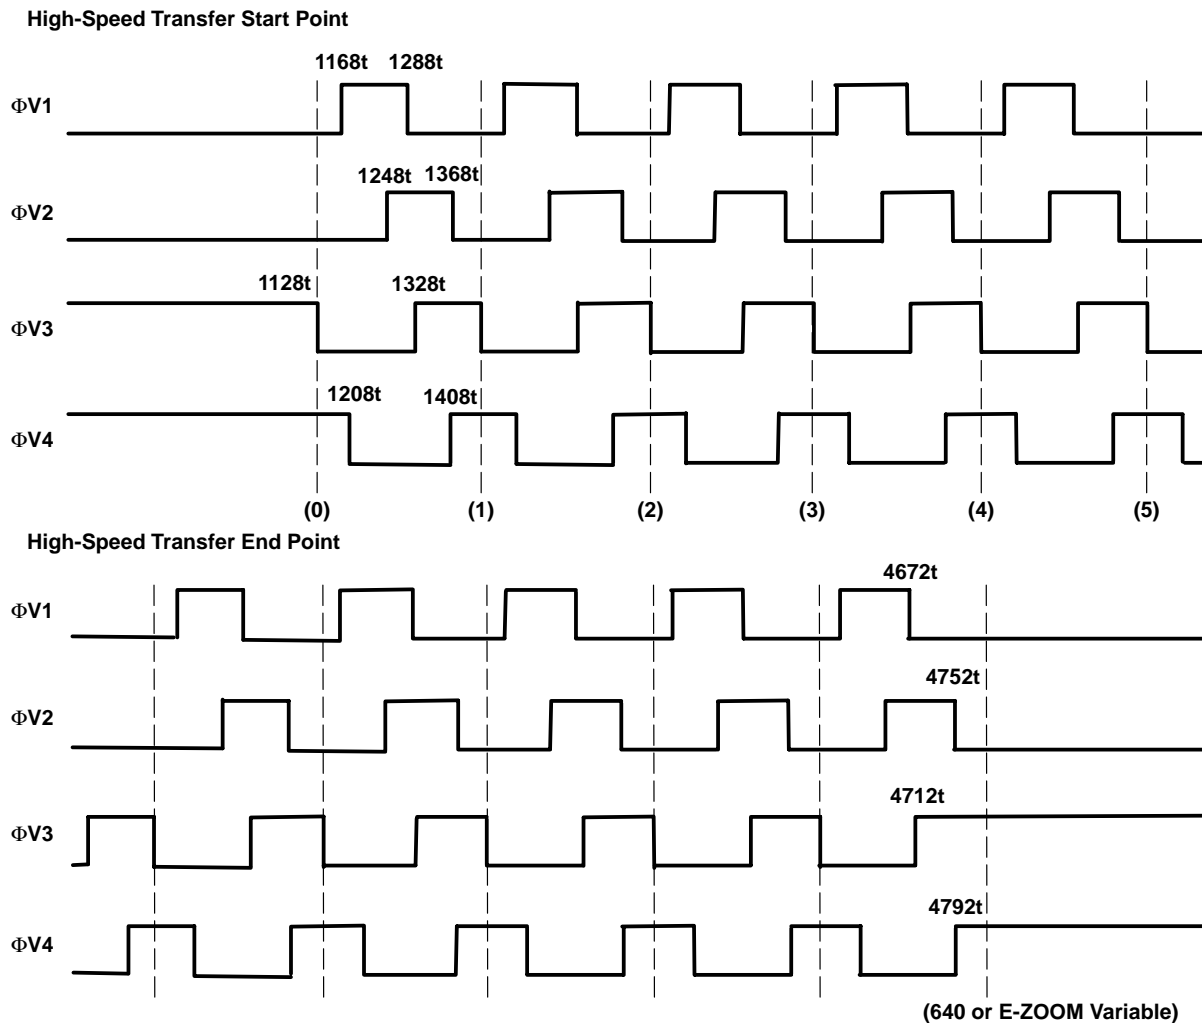 High-Speed Transfer Start Point
1168t 1288t
ΦV1
1248t 1368t
ΦV2
1128t 1328t
ΦV3
1208t 1408t
ΦV4
(0) (1) (2) (3) (4) (5)
High-Speed Transfer End Point
4672t
ΦV1
4752t
ΦV2
4712t
ΦV3
4792t
ΦV4
(640 or E-ZOOM Variable)